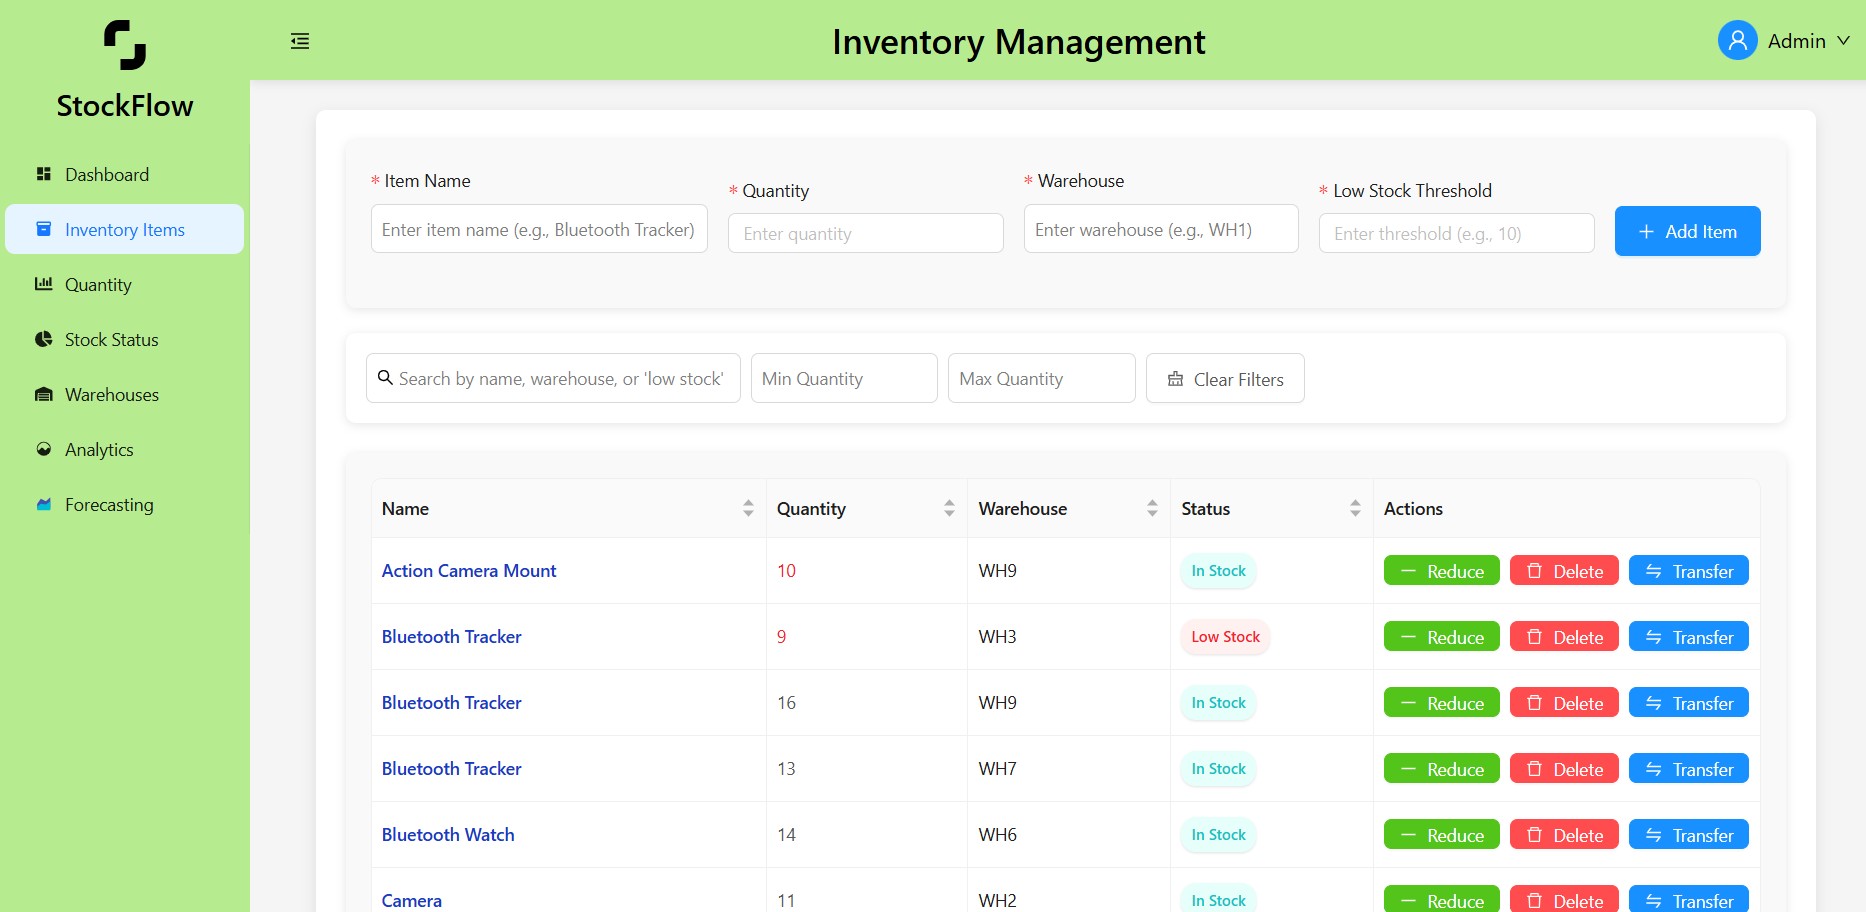 StockFlow
Dashboard
Inventory Items
Quantity
Stock Status
Warehouses
Analytics
Forecasting
Inventory Management
Admin
* Item Name
* Quantity
* Warehouse
* Low Stock Threshold
Enter item name (e.g., Bluetooth Tracker)
Enter quantity
Enter warehouse (e.g., WH1)
Enter threshold (e.g., 10)
+ Add Item
Search by name, warehouse, or 'low stock'
Min Quantity
Max Quantity
Clear Filters
Name Quantity Warehouse Status Actions
Action Camera Mount 10 WH9 In Stock Reduce Delete Transfer
Bluetooth Tracker 9 WH3 Low Stock Reduce Delete Transfer
Bluetooth Tracker 16 WH9 In Stock Reduce Delete Transfer
Bluetooth Tracker 13 WH7 In Stock Reduce Delete Transfer
Bluetooth Watch 14 WH6 In Stock Reduce Delete Transfer
Camera 11 WH2 In Stock Reduce Delete Transfer